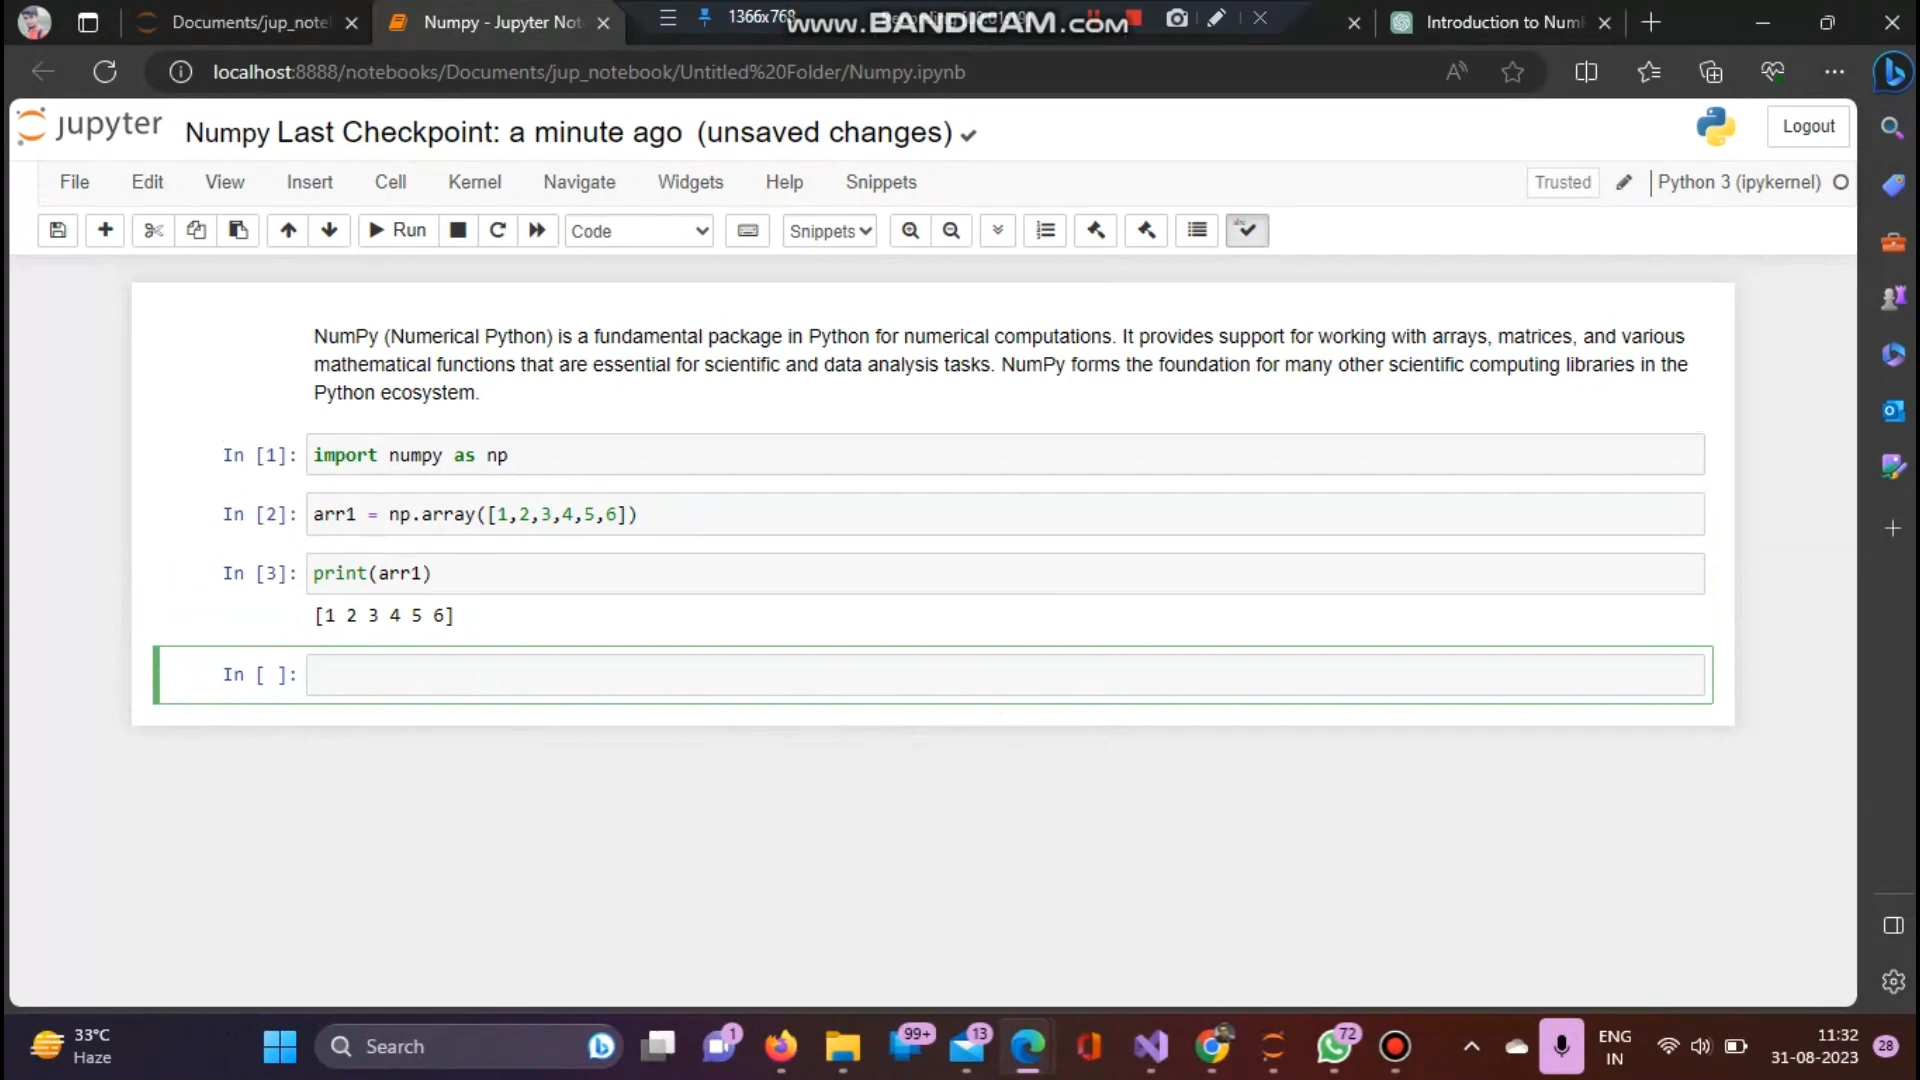 Documents/jup_note
Numpy - Jupyter Not
1366x768
www.BANDICAM.com
Introduction to Num
localhost:8888/notebooks/Documents/jup_notebook/Untitled%20Folder/Numpy.ipynb
jupyter
Numpy Last Checkpoint: a minute ago (unsaved changes)
Logout
File Edit View Insert Cell Kernel Navigate Widgets Help Snippets
Trusted
Python 3 (ipykernel)
Run
Code
Snippets
NumPy (Numerical Python) is a fundamental package in Python for numerical computations. It provides support for working with arrays, matrices, and various
mathematical functions that are essential for scientific and data analysis tasks. NumPy forms the foundation for many other scientific computing libraries in the
Python ecosystem.
In [1]: import numpy as np
In [2]: arr1 = np.array([1,2,3,4,5,6])
In [3]: print(arr1)
[1 2 3 4 5 6]
In [ ]:
33°C
Haze
Search
1
99+
13
72
ENG
IN
11:32
31-08-2023
28